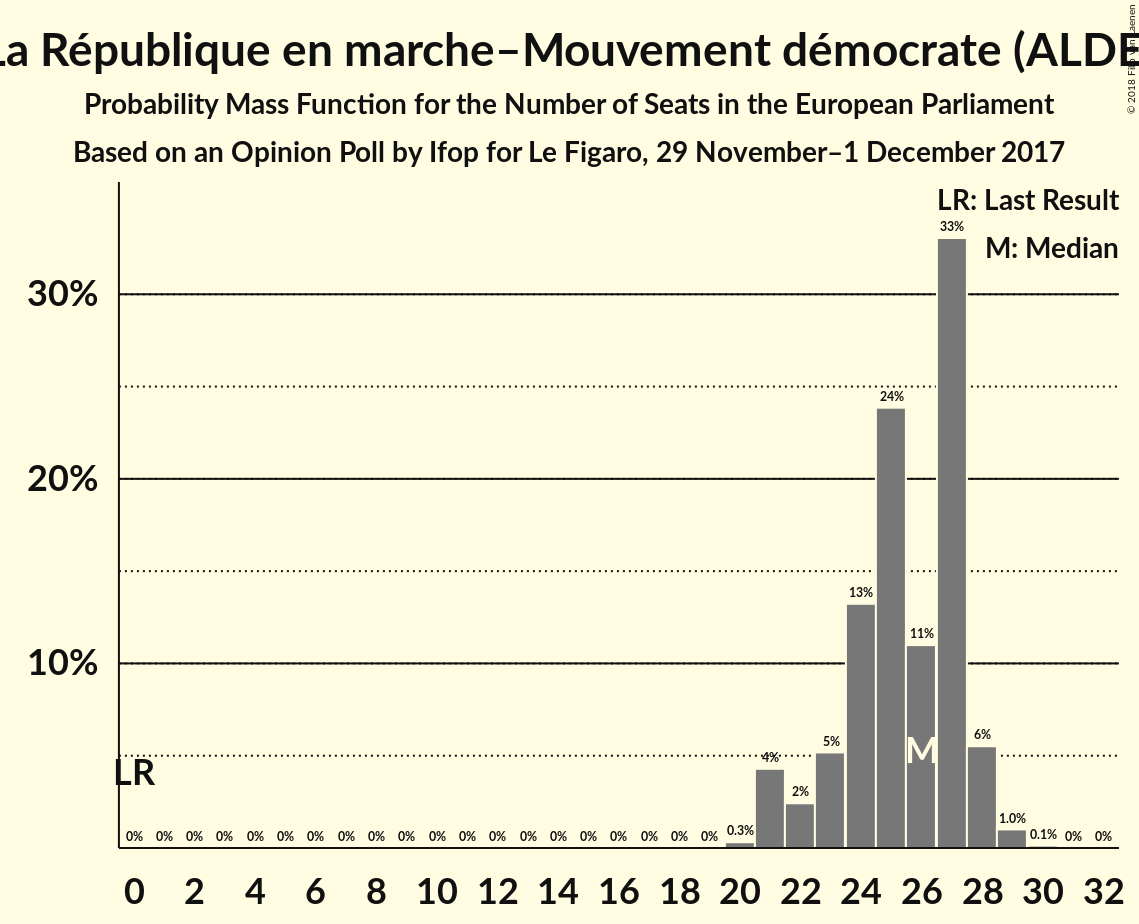 La République en marche–Mouvement démocrate (ALDE
Probability Mass Function for the Number of Seats in the European Parliament
Based on an Opinion Poll by Ifop for Le Figaro, 29 November–1 December 2017
© 2018 Filip van Laenen
LR: Last Result
M: Median
33%
30%
24%
20%
13%
11%
10%
6%
5%
4%
M
LR
2%
0% 0% 0% 0% 0% 0% 0% 0% 0% 0% 0% 0% 0% 0% 0% 0% 0% 0% 0% 0% 0.3% 1.0% 0.1% 0% 0%
0 2 4 6 8 10 12 14 16 18 20 22 24 26 28 30 32